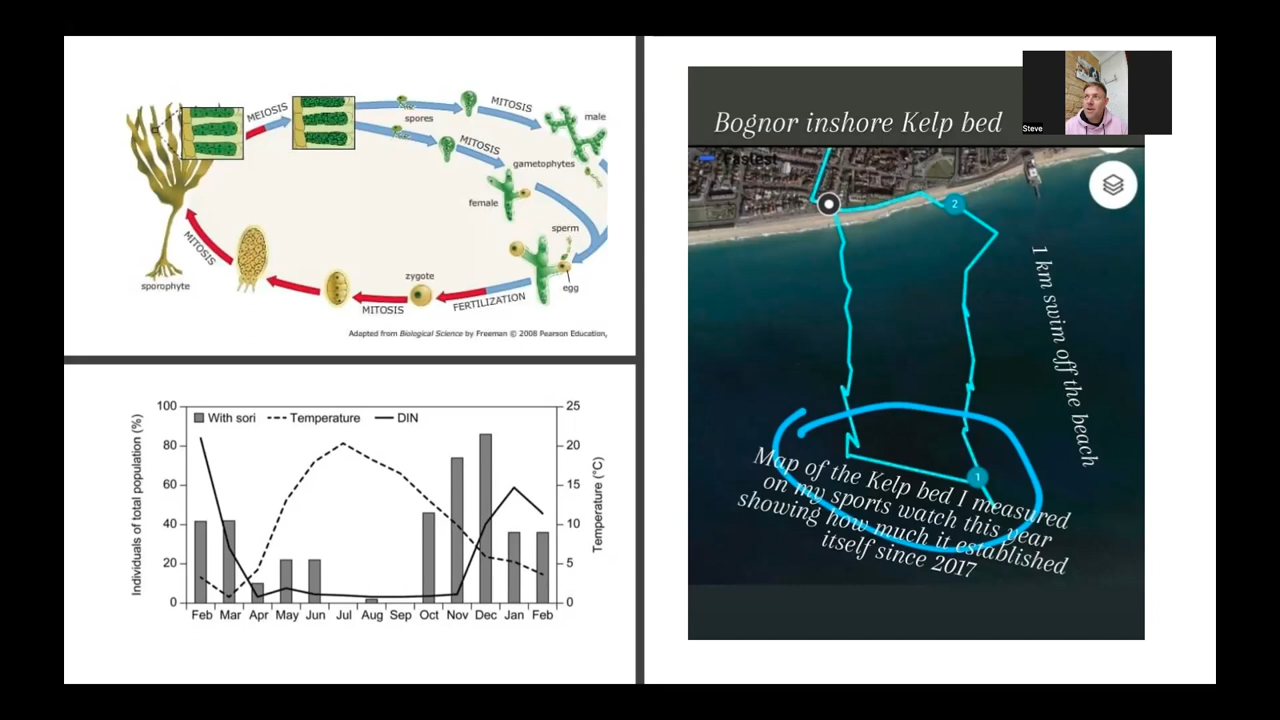 MEIOSIS
spores
MITOSIS
male
MITOSIS
gametophytes
female
sperm
egg
MITOSIS
sporophyte
zygote
MITOSIS
FERTILIZATION
Adapted from Biological Science by Freeman © 2008 Pearson Education,
Individuals of total population (%)
100
80
60
40
20
0
With sori
Temperature
DIN
25
20
15
10
5
0
Temperature (°C)
Feb Mar Apr May Jun Jul Aug Sep Oct Nov Dec Jan Feb
Bognor inshore Kelp bed
Steve
Fastest
2
1 km swim off the beach
1
Map of the Kelp bed I measured
on my sports watch this year
showing how much it established
itself since 2017